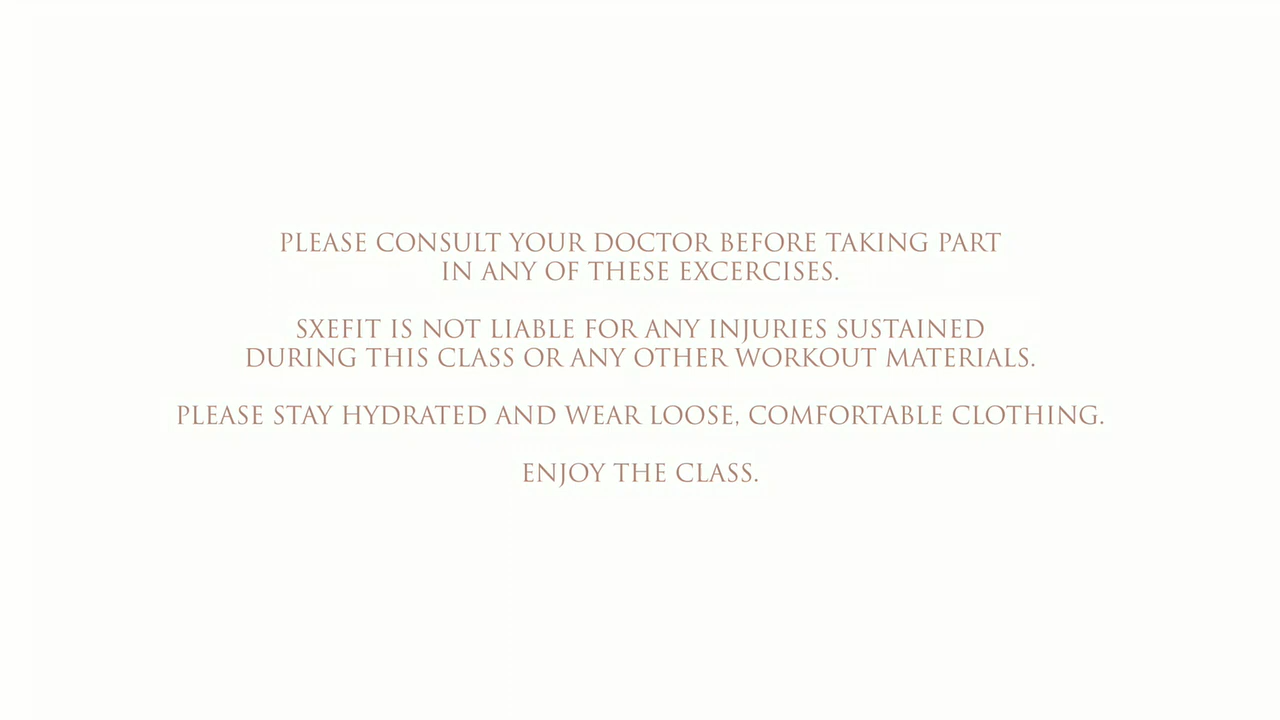 PLEASE CONSULT YOUR DOCTOR BEFORE TAKING PART
IN ANY OF THESE EXCERCISES.
SXEFIT IS NOT LIABLE FOR ANY INJURIES SUSTAINED
DURING THIS CLASS OR ANY OTHER WORKOUT MATERIALS.
PLEASE STAY HYDRATED AND WEAR LOOSE, COMFORTABLE CLOTHING.
ENJOY THE CLASS.